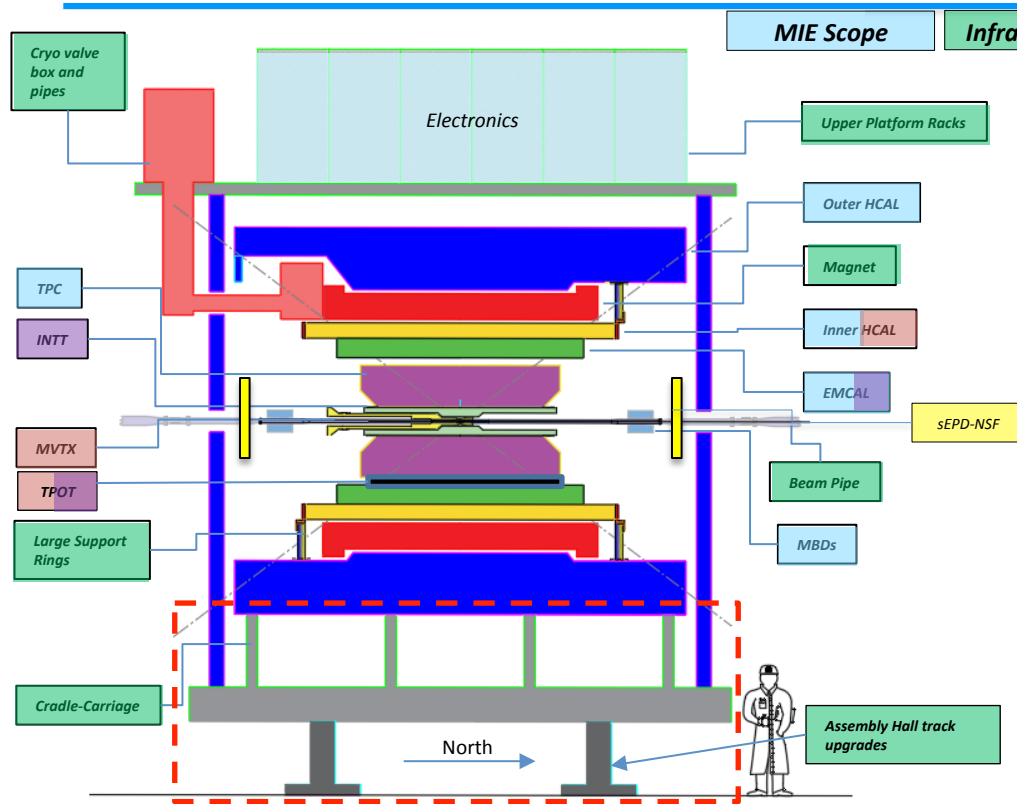 MIE Scope
Infra
Cryo valve
box and
pipes
Electronics
Upper Platform Racks
Outer HCAL
Magnet
TPC
INTT
Inner HCAL
EMCAL
sEPD-NSF
MVTX
TPOT
Beam Pipe
Large Support
Rings
MBDs
Cradle-Carriage
North
Assembly Hall track
upgrades